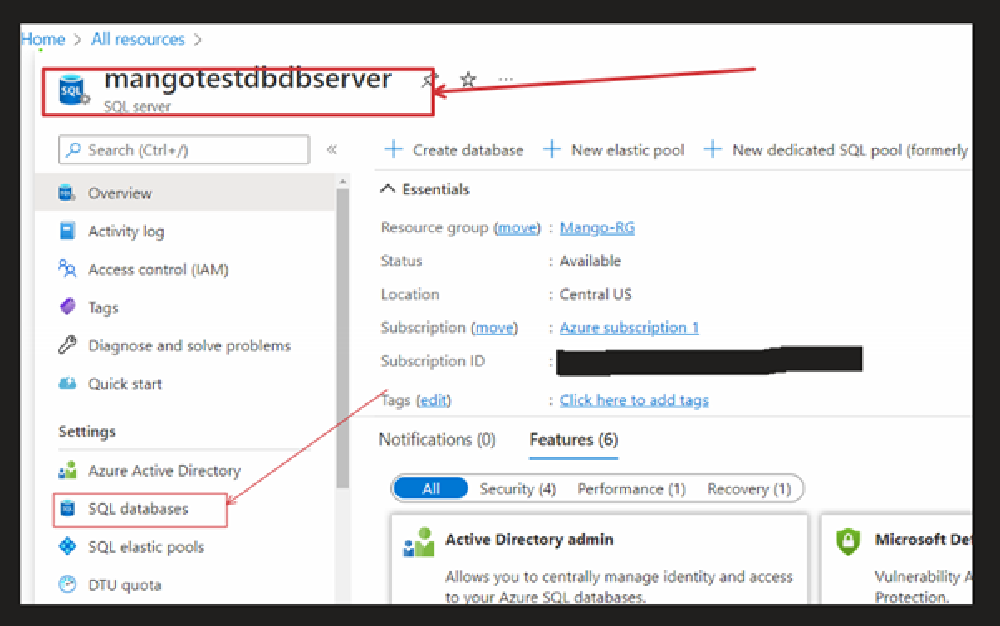 Home > All resources >
mangotestdbdbserver
SQL server
Search (Ctrl+/)
«
Overview
Activity log
Access control (IAM)
Tags
Diagnose and solve problems
Quick start
Settings
Azure Active Directory
SQL databases
SQL elastic pools
DTU quota
+ Create database + New elastic pool + New dedicated SQL pool (formerly
Essentials
Resource group (move) : Mango-RG
Status : Available
Location : Central US
Subscription (move) : Azure subscription 1
Subscription ID :
Tags (edit) : Click here to add tags
Notifications (0) Features (6)
All Security (4) Performance (1) Recovery (1)
Active Directory admin
Allows you to centrally manage identity and access
to your Azure SQL databases.
Microsoft De
Vulnerability A
Protection.